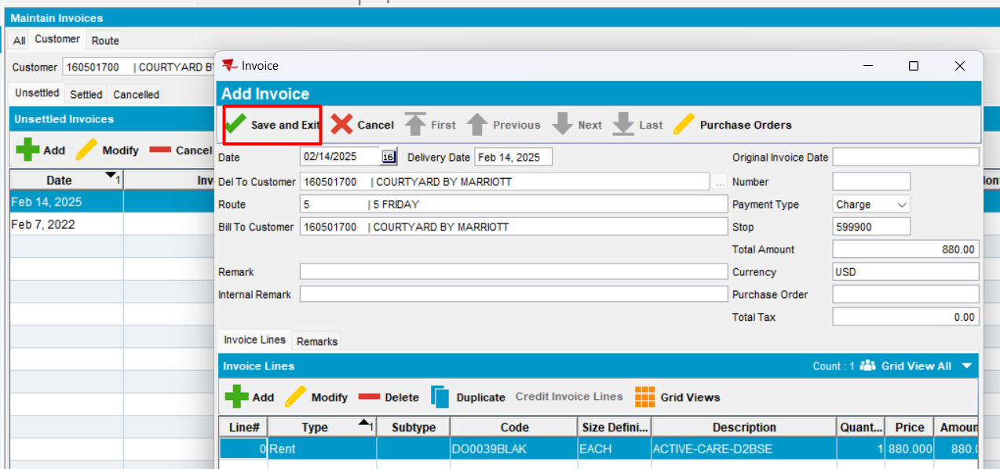 Maintain Invoices
All Customer Route
Customer 160501700 | COURTYARD BY
Unsettled Settled Cancelled
Unsettled Invoices
Add Modify Cancel
Date 1
Feb 14, 2025
Feb 7, 2022
Invoice
Add Invoice
Save and Exit Cancel First Previous Next Last Purchase Orders
Date 02/14/2025 16 Delivery Date Feb 14, 2025 Original Invoice Date
Del To Customer 160501700 | COURTYARD BY MARRIOTT ... Number
Route 5 | 5 FRIDAY Payment Type Charge
Bill To Customer 160501700 | COURTYARD BY MARRIOTT Stop 599900
Total Amount 880.00
Remark Currency USD
Internal Remark Purchase Order
Total Tax 0.00
Invoice Lines Remarks
Invoice Lines Count : 1 Grid View All
Add Modify Delete Duplicate Credit Invoice Lines Grid Views
Line# Type 1 Subtype Code Size Defini... Description Quant... Price Amoun
0 Rent DO0039BLAK EACH ACTIVE-CARE-D2BSE 1 880.000 880.0